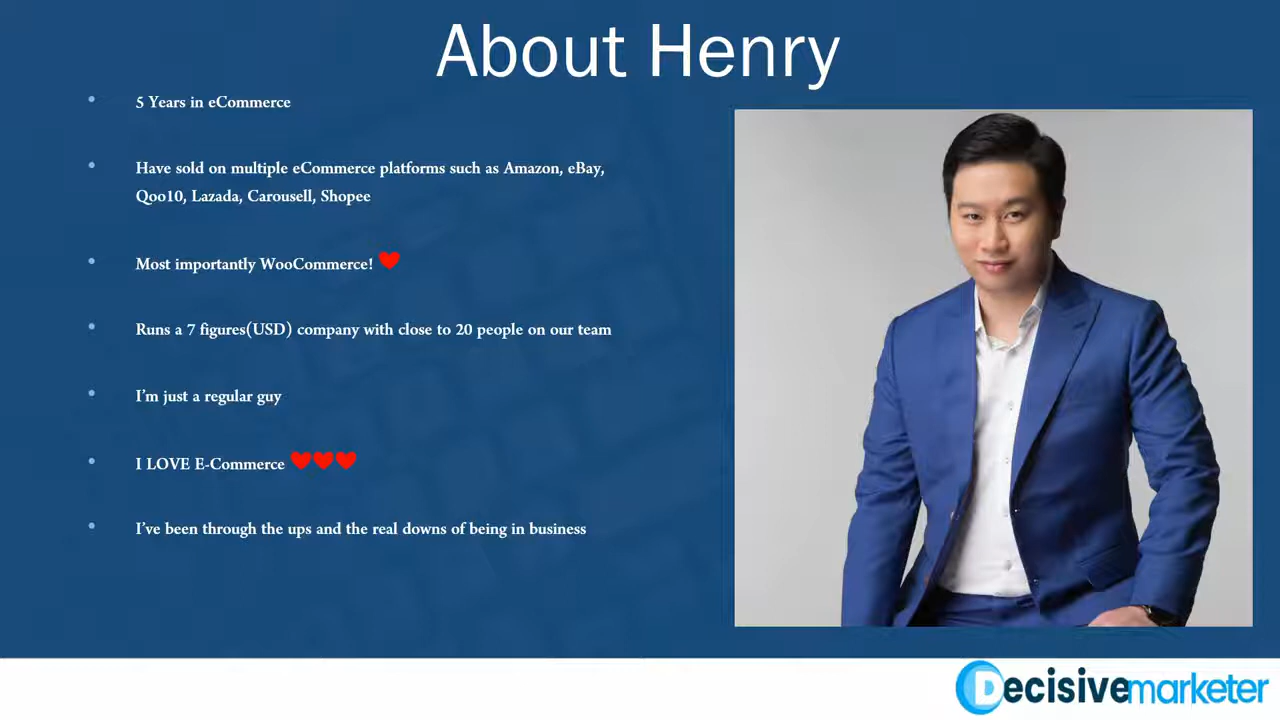 About Henry
• 5 Years in eCommerce
• Have sold on multiple eCommerce platforms such as Amazon, eBay,
Qoo10, Lazada, Carousell, Shopee
• Most importantly WooCommerce! ❤
• Runs a 7 figures(USD) company with close to 20 people on our team
• I’m just a regular guy
• I LOVE E-Commerce ❤❤❤
• I’ve been through the ups and the real downs of being in business
Decisivemarketer